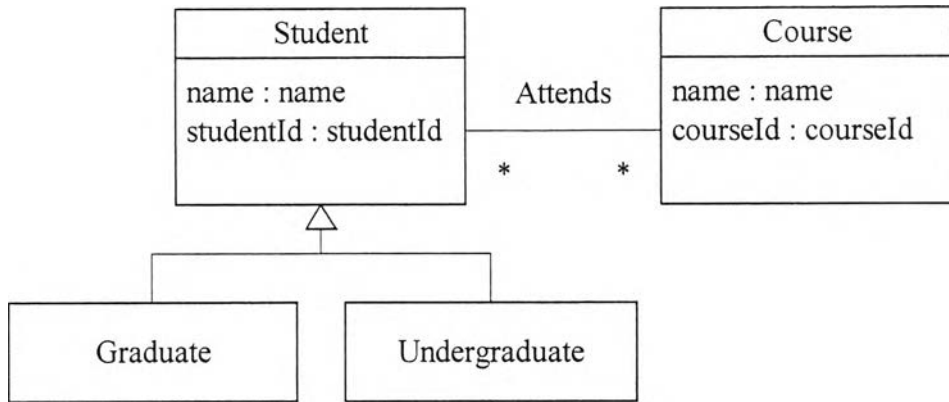 Student
name : name
studentId : studentId
Attends
*
*
Course
name : name
courseId : courseId
Graduate
Undergraduate